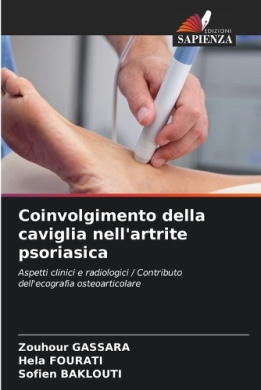 EDIZIONI
SAPIENZA
Coinvolgimento della
caviglia nell'artrite
psoriasica
Aspetti clinici e radiologici / Contributo
dell'ecografia osteoarticolare
Zouhour GASSARA
Hela FOURATI
Sofien BAKLOUTI